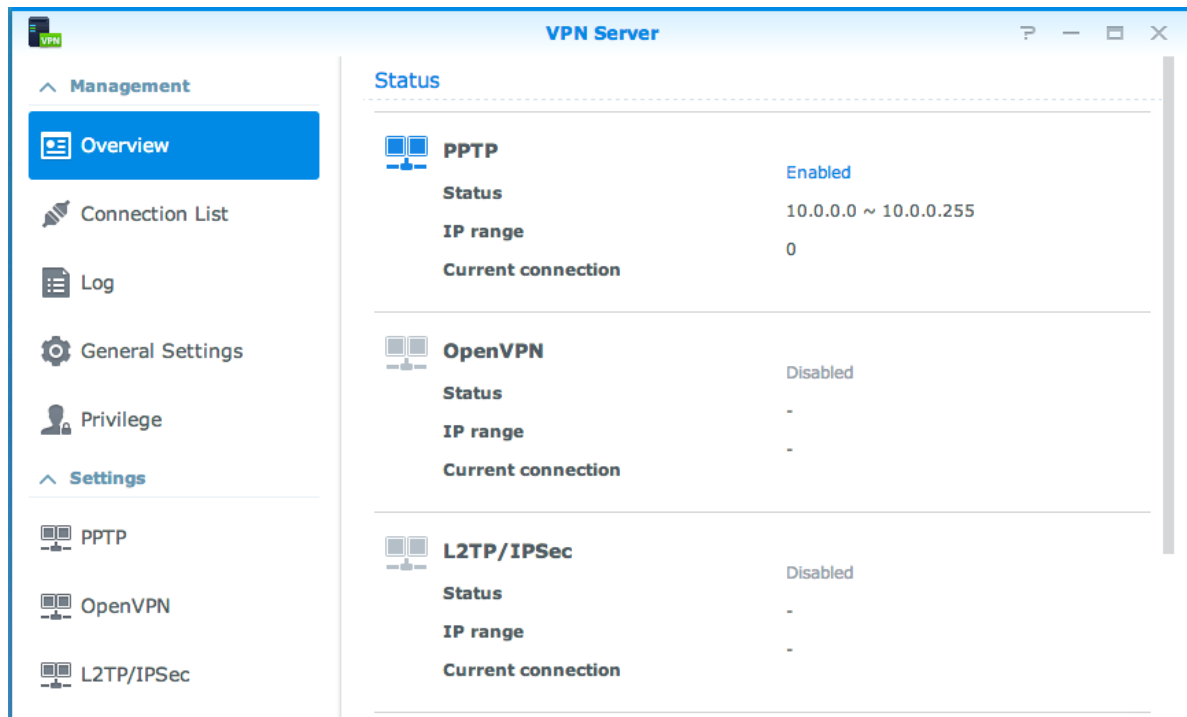 VPN
VPN Server
Management
Overview
Connection List
Log
General Settings
Privilege
Settings
PPTP
OpenVPN
L2TP/IPSec
Status
PPTP
Status
Enabled
IP range
10.0.0.0 ~ 10.0.0.255
Current connection
0
OpenVPN
Status
Disabled
IP range
-
Current connection
-
L2TP/IPSec
Status
Disabled
IP range
-
Current connection
-